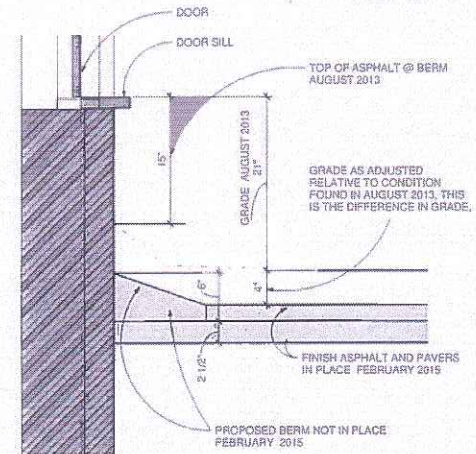 DOOR
DOOR SILL
TOP OF ASPHALT @ BERM
AUGUST 2013
15"
GRADE AUGUST 2013
21"
GRADE AS ADJUSTED
RELATIVE TO CONDITION
FOUND IN AUGUST 2013, THIS
IS THE DIFFERENCE IN GRADE.
6"
4"
2 1/2"
FINISH ASPHALT AND PAVERS
IN PLACE FEBRUARY 2015
PROPOSED BERM NOT IN PLACE
FEBRUARY 2015